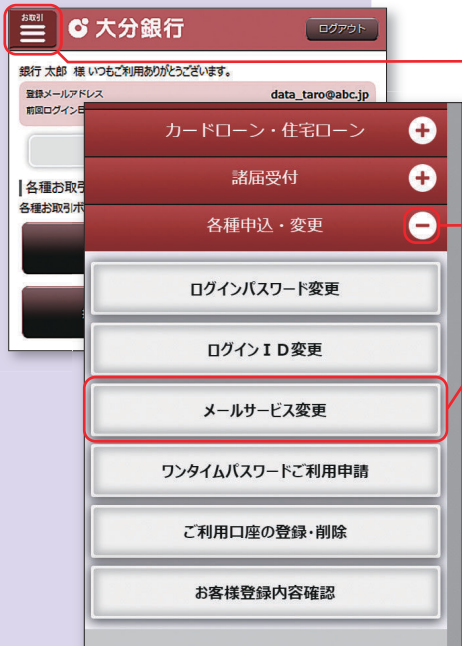 お取引
大分銀行
ログアウト
銀行 太郎 様 いつもご利用ありがとうございます。
登録メールアドレス
data_taro@abc.jp
前回ログイン日
各種お取引
各種お取引ボ
カードローン・住宅ローン
諸届受付
各種申込・変更
ログインパスワード変更
ログインＩＤ変更
メールサービス変更
ワンタイムパスワードご利用申請
ご利用口座の登録・削除
お客様登録内容確認